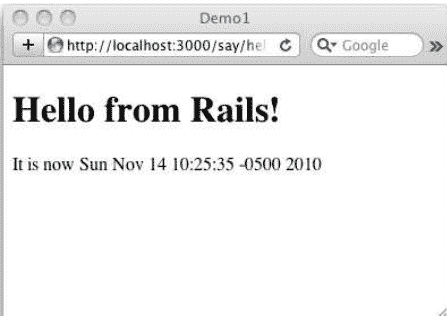 Demo1
+ http://localhost:3000/say/hel Google »
Hello from Rails!
It is now Sun Nov 14 10:25:35 -0500 2010